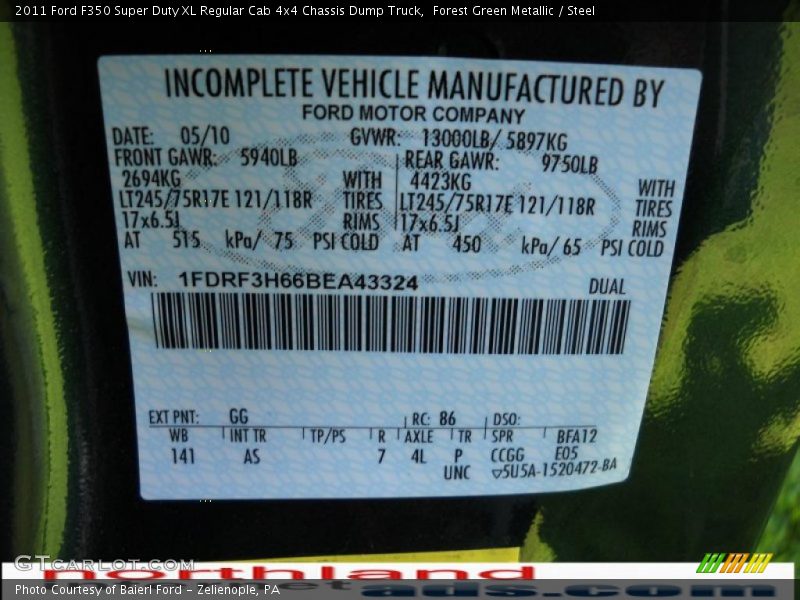 2011 Ford F350 Super Duty XL Regular Cab 4x4 Chassis Dump Truck, Forest Green Metallic / Steel
INCOMPLETE VEHICLE MANUFACTURED BY
FORD MOTOR COMPANY
DATE: 05/10 GVWR: 13000LB/ 5897KG
FRONT GAWR: 5940LB REAR GAWR: 9750LB
2694KG WITH 4423KG WITH
LT245/75R17E 121/118R TIRES LT245/75R17E 121/118R TIRES
17x6.5J RIMS 17x6.5J RIMS
AT 515 kPa/ 75 PSI COLD AT 450 kPa/ 65 PSI COLD
VIN: 1FDRF3H66BEA43324 DUAL
EXT PNT: GG RC: 86 DSO:
WB INT TR TP/PS R AXLE TR SPR BFA12
141 AS 7 4L P CCGG E05
UNC 5U5A-1520472-BA
GTCarLot.com
northland
ads.com
Photo Courtesy of Baierl Ford - Zelienople, PA